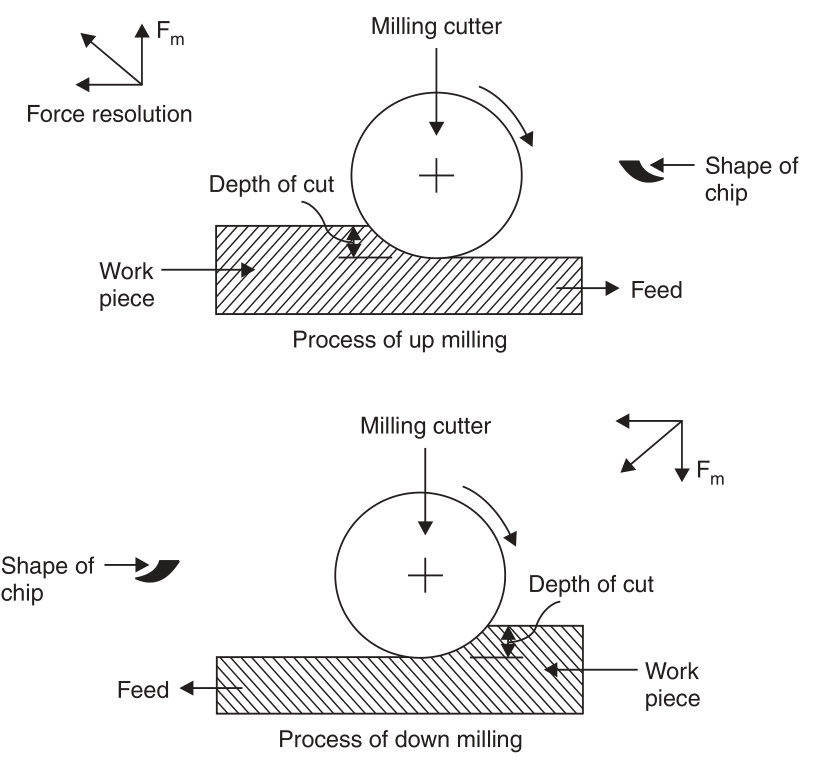 Milling cutter
F_m
Force resolution
Shape of
chip
Depth of cut
Work
piece
Feed
Process of up milling
Milling cutter
F_m
Shape of
chip
Depth of cut
Feed
Work
piece
Process of down milling